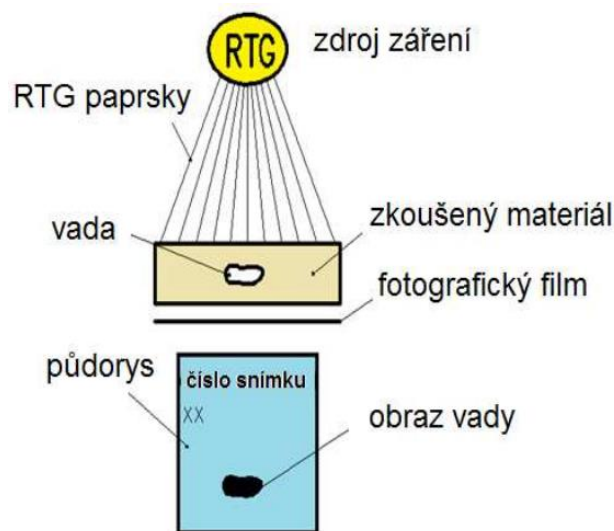 RTG
zdroj záření
RTG paprsky
vada
zkoušený materiál
fotografický film
půdorys
číslo snímku
XX
obraz vady